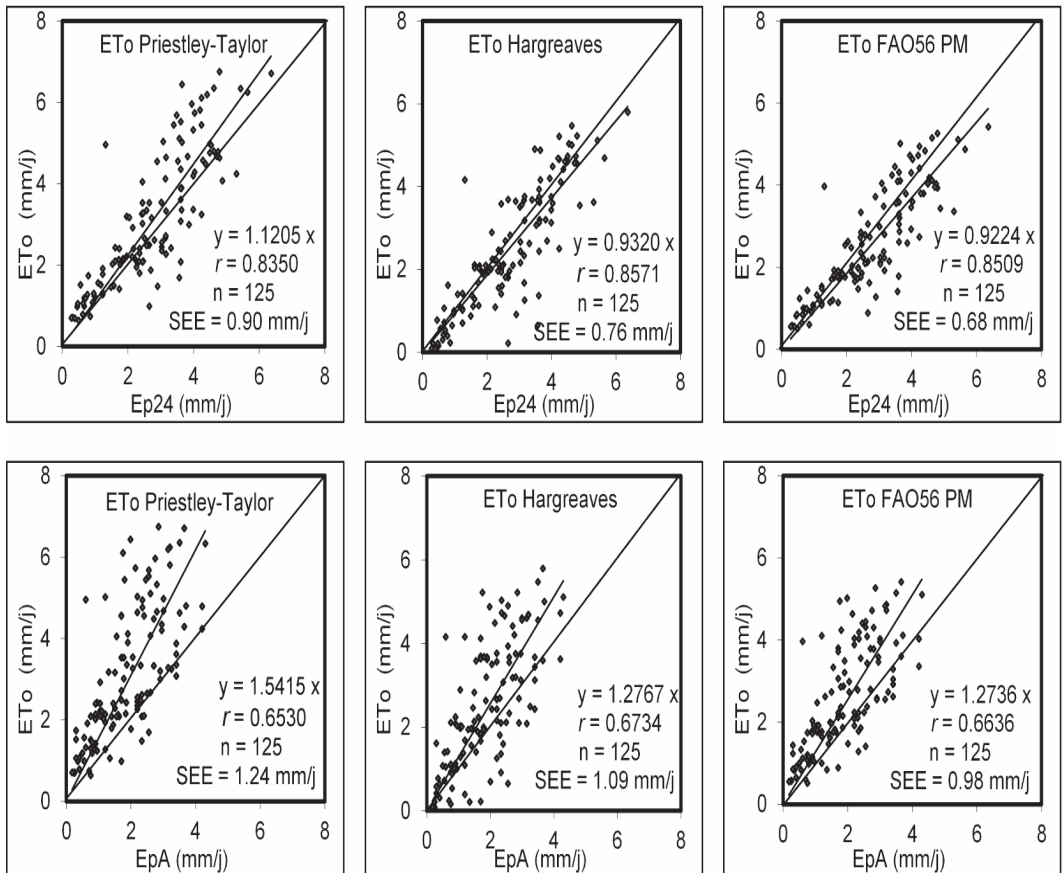 8
ETo Priestley-Taylor
6
4
2
0
ETo (mm/j)
y = 1.1205 x
r = 0.8350
n = 125
SEE = 0.90 mm/j
0 2 4 6 8
Ep24 (mm/j)
8
ETo Hargreaves
6
4
2
0
ETo (mm/j)
y = 0.9320 x
r = 0.8571
n = 125
SEE = 0.76 mm/j
0 2 4 6 8
Ep24 (mm/j)
8
ETo FAO56 PM
6
4
2
0
ETo (mm/j)
y = 0.9224 x
r = 0.8509
n = 125
SEE = 0.68 mm/j
0 2 4 6 8
Ep24 (mm/j)
8
ETo Priestley-Taylor
6
4
2
0
ETo (mm/j)
y = 1.5415 x
r = 0.6530
n = 125
SEE = 1.24 mm/j
0 2 4 6 8
EpA (mm/j)
8
ETo Hargreaves
6
4
2
0
ETo (mm/j)
y = 1.2767 x
r = 0.6734
n = 125
SEE = 1.09 mm/j
0 2 4 6 8
EpA (mm/j)
8
ETo FAO56 PM
6
4
2
0
ETo (mm/j)
y = 1.2736 x
r = 0.6636
n = 125
SEE = 0.98 mm/j
0 2 4 6 8
EpA (mm/j)